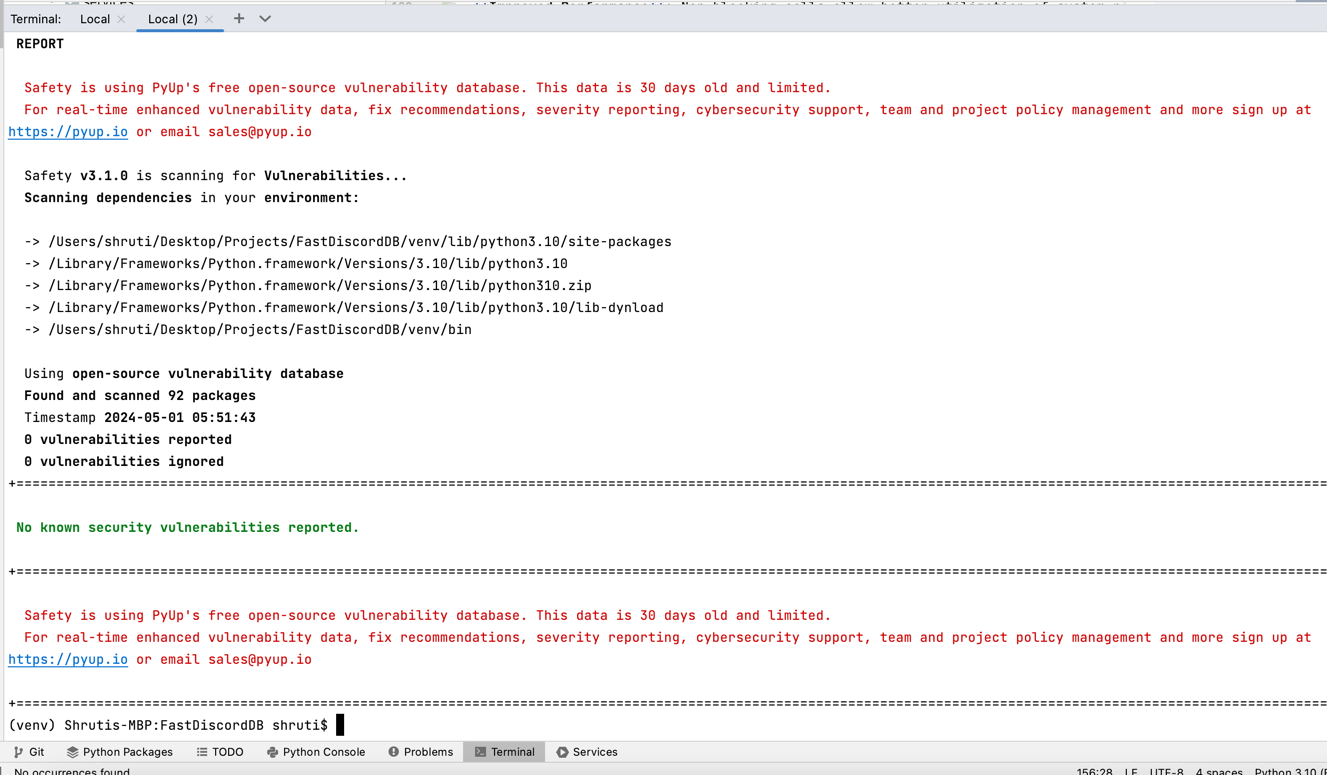 Terminal: Local × Local (2) × +
REPORT
Safety is using PyUp's free open-source vulnerability database. This data is 30 days old and limited.
For real-time enhanced vulnerability data, fix recommendations, severity reporting, cybersecurity support, team and project policy management and more sign up at
https://pyup.io or email sales@pyup.io
Safety v3.1.0 is scanning for Vulnerabilities...
Scanning dependencies in your environment:
-> /Users/shruti/Desktop/Projects/FastDiscordDB/venv/lib/python3.10/site-packages
-> /Library/Frameworks/Python.framework/Versions/3.10/lib/python3.10
-> /Library/Frameworks/Python.framework/Versions/3.10/lib/python310.zip
-> /Library/Frameworks/Python.framework/Versions/3.10/lib/python3.10/lib-dynload
-> /Users/shruti/Desktop/Projects/FastDiscordDB/venv/bin
Using open-source vulnerability database
Found and scanned 92 packages
Timestamp 2024-05-01 05:51:43
0 vulnerabilities reported
0 vulnerabilities ignored
No known security vulnerabilities reported.
Safety is using PyUp's free open-source vulnerability database. This data is 30 days old and limited.
For real-time enhanced vulnerability data, fix recommendations, severity reporting, cybersecurity support, team and project policy management and more sign up at
https://pyup.io or email sales@pyup.io
(venv) Shrutis-MBP:FastDiscordDB shruti$
Git Python Packages TODO Python Console Problems Terminal Services
No occurrences found 156:28 LF UTF-8 4 spaces Python 3.10